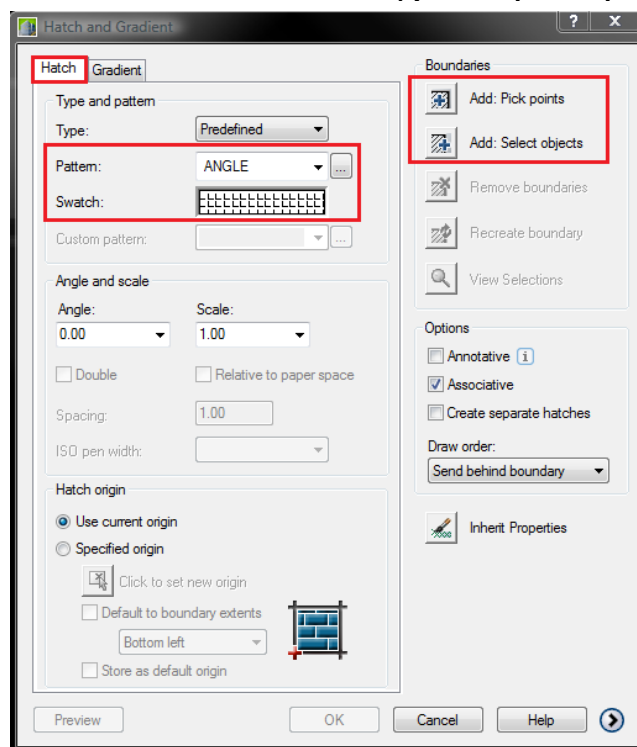 Hatch and Gradient
? X
Hatch Gradient
Type and pattern
Type: Predefined
Pattern: ANGLE ...
Swatch:
Custom pattern: ...
Angle and scale
Angle: Scale:
0.00 1.00
Double Relative to paper space
Spacing: 1.00
ISO pen width:
Hatch origin
Use current origin
Specified origin
Click to set new origin
Default to boundary extents
Bottom left
Store as default origin
Boundaries
Add: Pick points
Add: Select objects
Remove boundaries
Recreate boundary
View Selections
Options
Annotative i
Associative
Create separate hatches
Draw order:
Send behind boundary
Inherit Properties
Preview OK Cancel Help